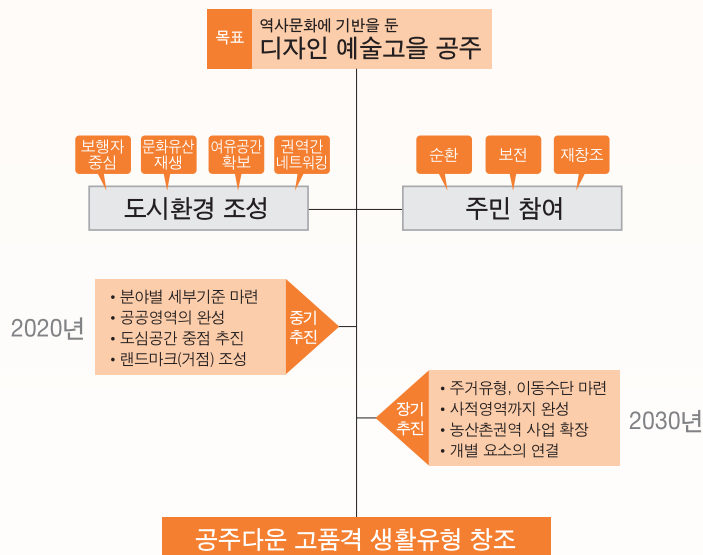 목표
역사문화에 기반을 둔
디자인 예술고을 공주
보행자
중심
문화유산
재생
여유공간
확보
권역간
네트워킹
순환
보전
재창조
도시환경 조성
주민 참여
2020년
• 분야별 세부기준 마련
• 공공영역의 완성
• 도심공간 중점 추진
• 랜드마크(거점) 조성
중기
추진
장기
추진
• 주거유형, 이동수단 마련
• 사적영역까지 완성
• 농산촌권역 사업 확장
• 개별 요소의 연결
2030년
공주다운 고품격 생활유형 창조